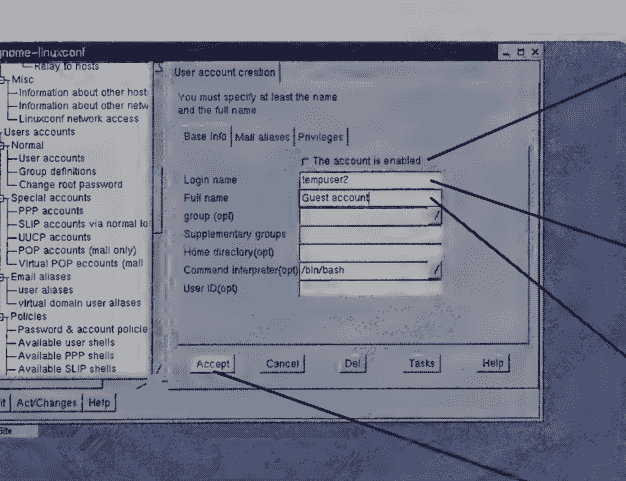 gnome-linuxconf
Relay to hosts
Misc
Information about other host
Information about other netw
Linuxconf network access
Users accounts
Normal
User accounts
Group definitions
Change root password
Special accounts
PPP accounts
SLIP accounts via normal lo
UUCP accounts
POP accounts (mail only)
Virtual POP accounts (mail
Email aliases
user aliases
virtual domain user aliases
Policies
Password & account policie
Available user shells
Available PPP shells
Available SLIP shells
User account creation
You must specify at least the name
and the full name
Base info Mail aliases Privileges
The account is enabled
Login name tempuser2
Full name Guest account
group (opt)
Supplementary groups
Home directory(opt)
Command interpreter(opt) /bin/bash
User ID(opt)
Accept Cancel Del Tasks Help
it Act/Changes Help